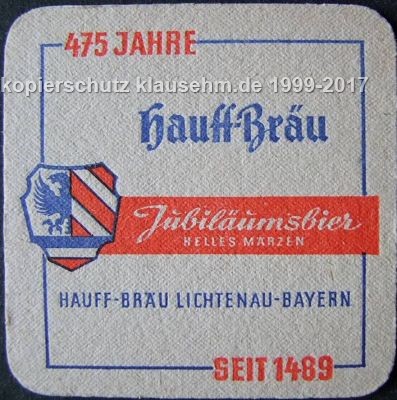 475 JAHRE
kopierschutz klausehm.de 1999-2017
Hauff-Bräu
Jubiläumsbier
HELLES MÄRZEN
HAUFF-BRÄU LICHTENAU-BAYERN
SEIT 1489